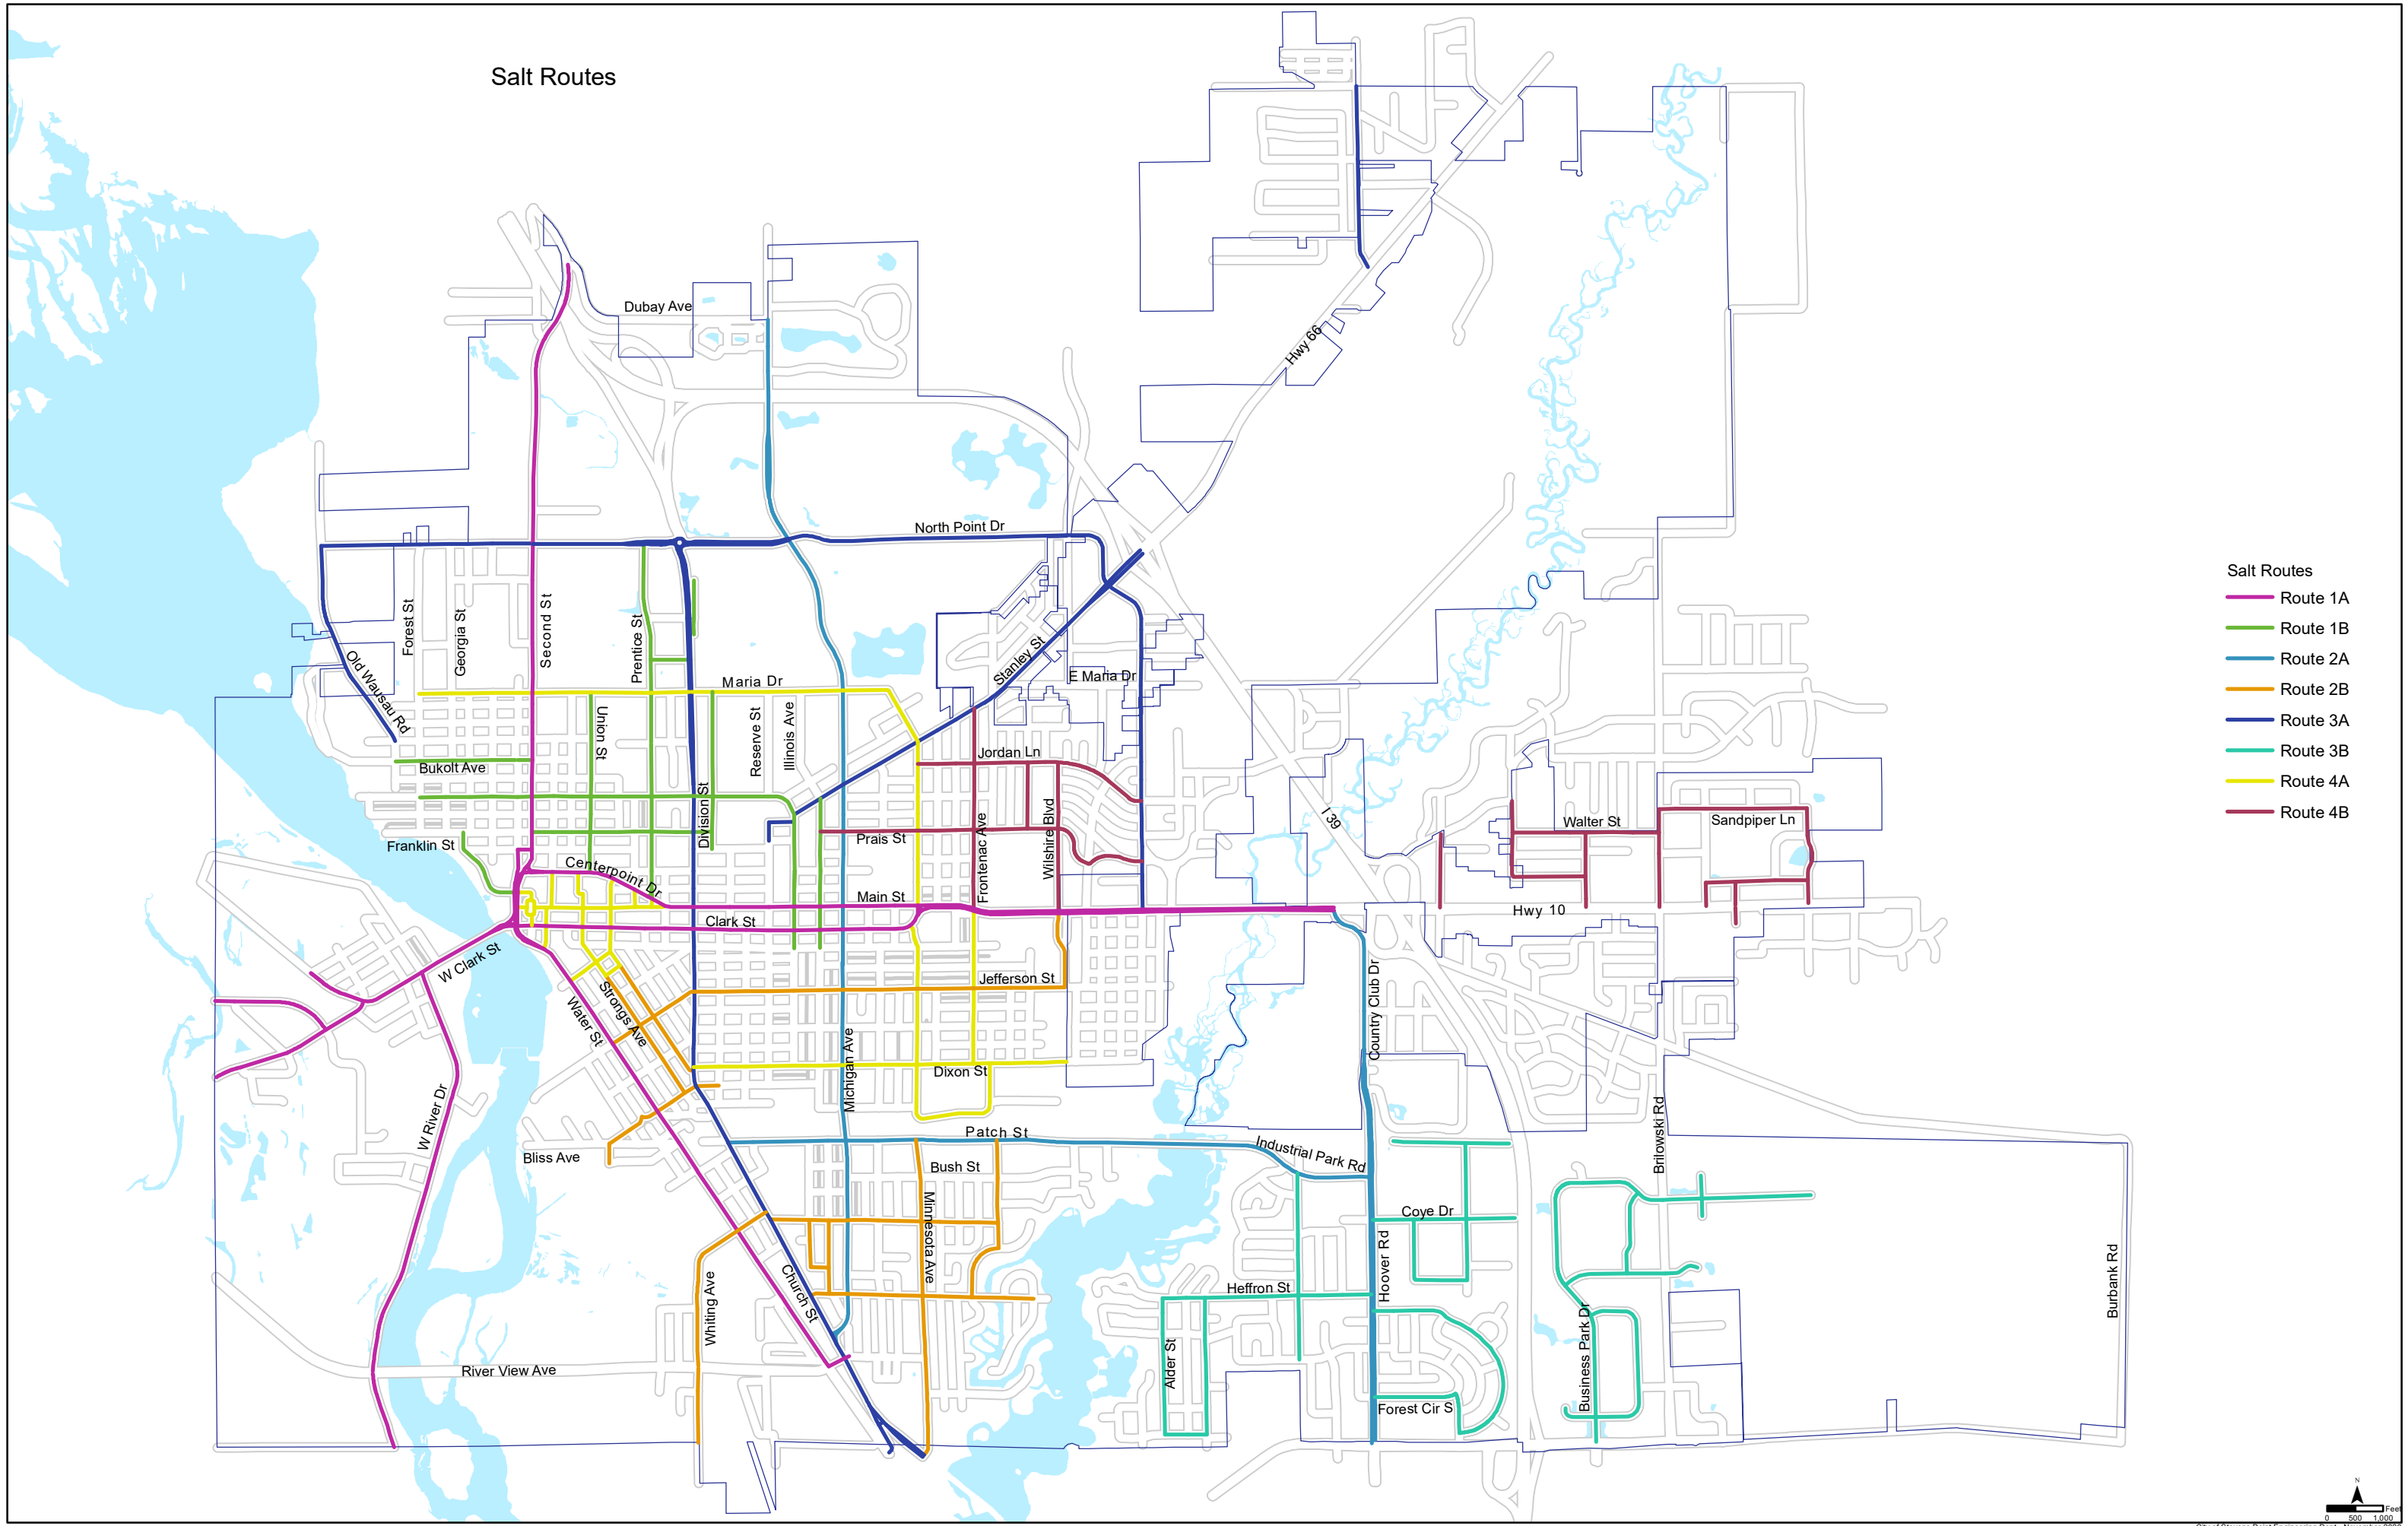 Salt Routes
Dubay Ave
Hwy 66
North Point Dr
Forest St
Georgia St
Second St
Prentice St
Stanley St
E Maria Dr
Old Wausau Rd
Maria Dr
Union St
Reserve St
Illinois Ave
Jordan Ln
Bukolt Ave
Division St
Wilshire Blvd
Frontenac Ave
I 39
Walter St
Sandpiper Ln
Franklin St
Prais St
Centerpoint Dr
Main St
Hwy 10
Clark St
W Clark St
Jefferson St
Country Club Dr
Strongs Ave
Water St
Michigan Ave
Dixon St
W River Dr
Patch St
Industrial Park Rd
Brilowski Rd
Bliss Ave
Bush St
Minnesota Ave
Coye Dr
Hoover Rd
Burbank Rd
Church St
Whiting Ave
Heffron St
Alder St
Business Park Dr
River View Ave
Forest Cir S
Salt Routes
Route 1A
Route 1B
Route 2A
Route 2B
Route 3A
Route 3B
Route 4A
Route 4B
N
Feet
0 500 1,000